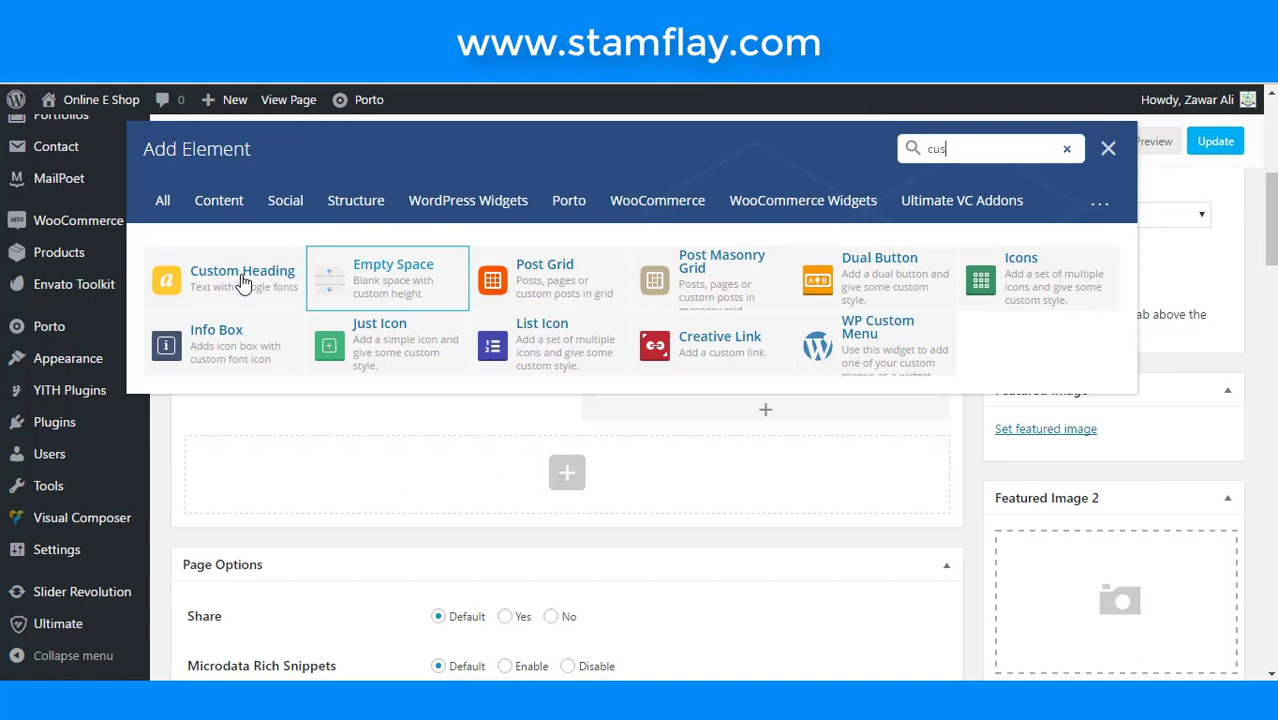 www.stamflay.com
Online E Shop
0
New
View Page
Porto
Howdy, Zawar Ali
Portfolios
Contact
MailPoet
WooCommerce
Products
Envato Toolkit
Porto
Appearance
YITH Plugins
Plugins
Users
Tools
Visual Composer
Settings
Slider Revolution
Ultimate
Collapse menu
Add Element
cus
Preview
Update
All
Content
Social
Structure
WordPress Widgets
Porto
WooCommerce
WooCommerce Widgets
Ultimate VC Addons
...
Custom Heading
Text with Google fonts
Empty Space
Blank space with
custom height
Post Grid
Posts, pages or
custom posts in grid
Post Masonry
Grid
Posts, pages or
custom posts in
masonry grid
Dual Button
Add a dual button and
give some custom
style.
Icons
Add a set of multiple
icons and give some
custom style.
Info Box
Adds icon box with
custom font icon
Just Icon
Add a simple icon and
give some custom
style.
List Icon
Add a set of multiple
icons and give some
custom style.
Creative Link
Add a custom link.
WP Custom
Menu
Use this widget to add
one of your custom
menus as a widget
ab above the
Featured Image
Set featured image
Featured Image 2
Page Options
Share
Default
Yes
No
Microdata Rich Snippets
Default
Enable
Disable